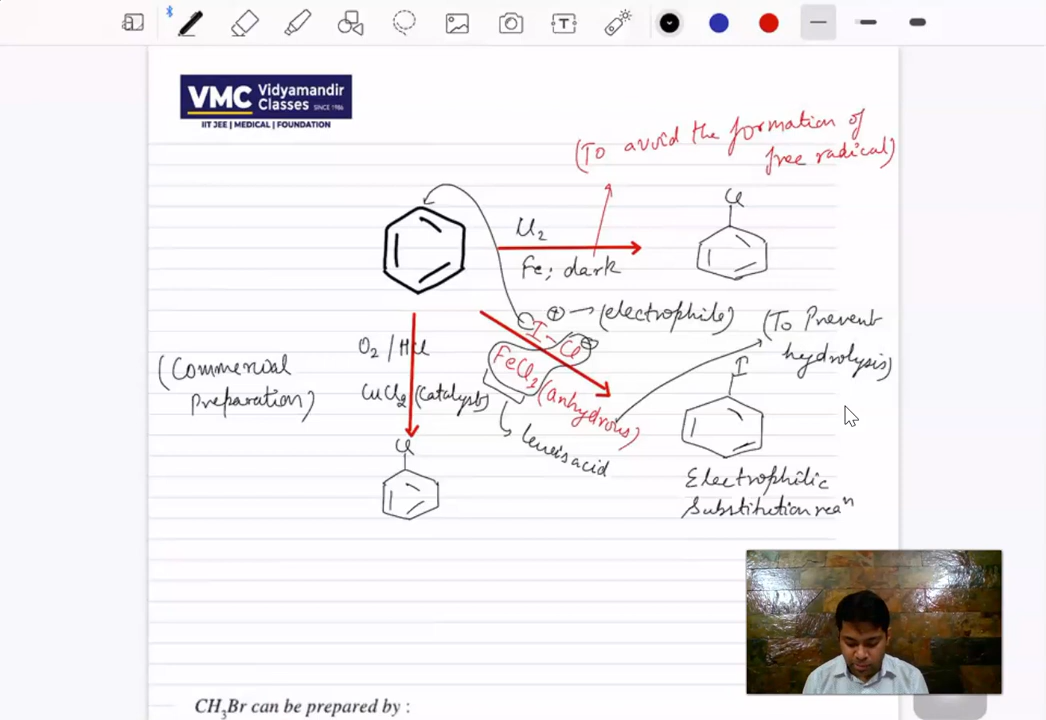 T
VMC Vidyamandir Classes SINCE 1986
IIT JEE | MEDICAL | FOUNDATION
(To avoid the formation of
free radical)
Cl
Cl2
Fe; dark
⊕ → (electrophile)
I - Cl ⊖
(To Prevent
hydrolysis)
O2 / HCl
FeCl3
(anhydrous)
I
(Commercial
Preparation)
CuCl2 (Catalyst)
lewis acid
Cl
Electrophilic
Substitution reaⁿ
CH3Br can be prepared by :